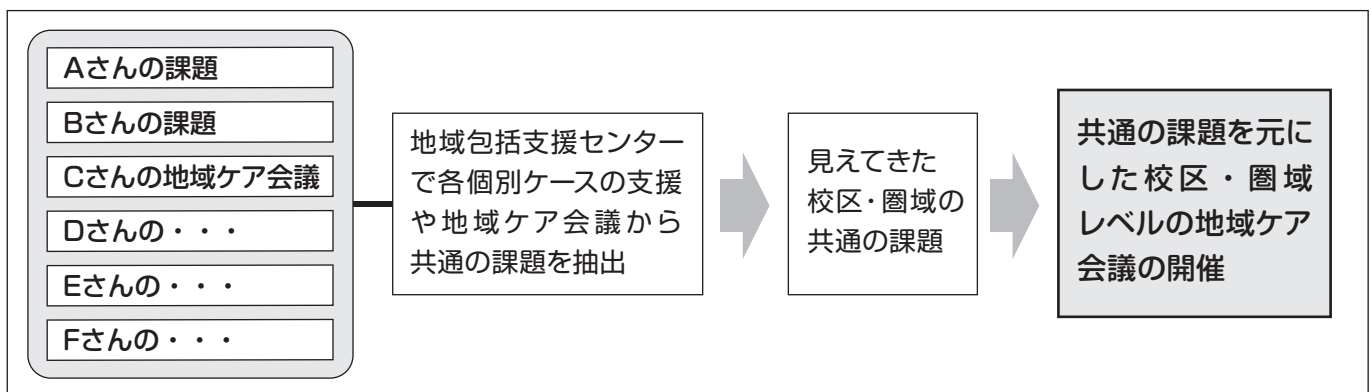 Aさんの課題
Bさんの課題
Cさんの地域ケア会議
Dさんの・・・
Eさんの・・・
Fさんの・・・
地域包括支援センター
で各個別ケースの支援
や地域ケア会議から
共通の課題を抽出
見えてきた
校区・圏域の
共通の課題
共通の課題を元に
した校区・圏域
レベルの地域ケア
会議の開催